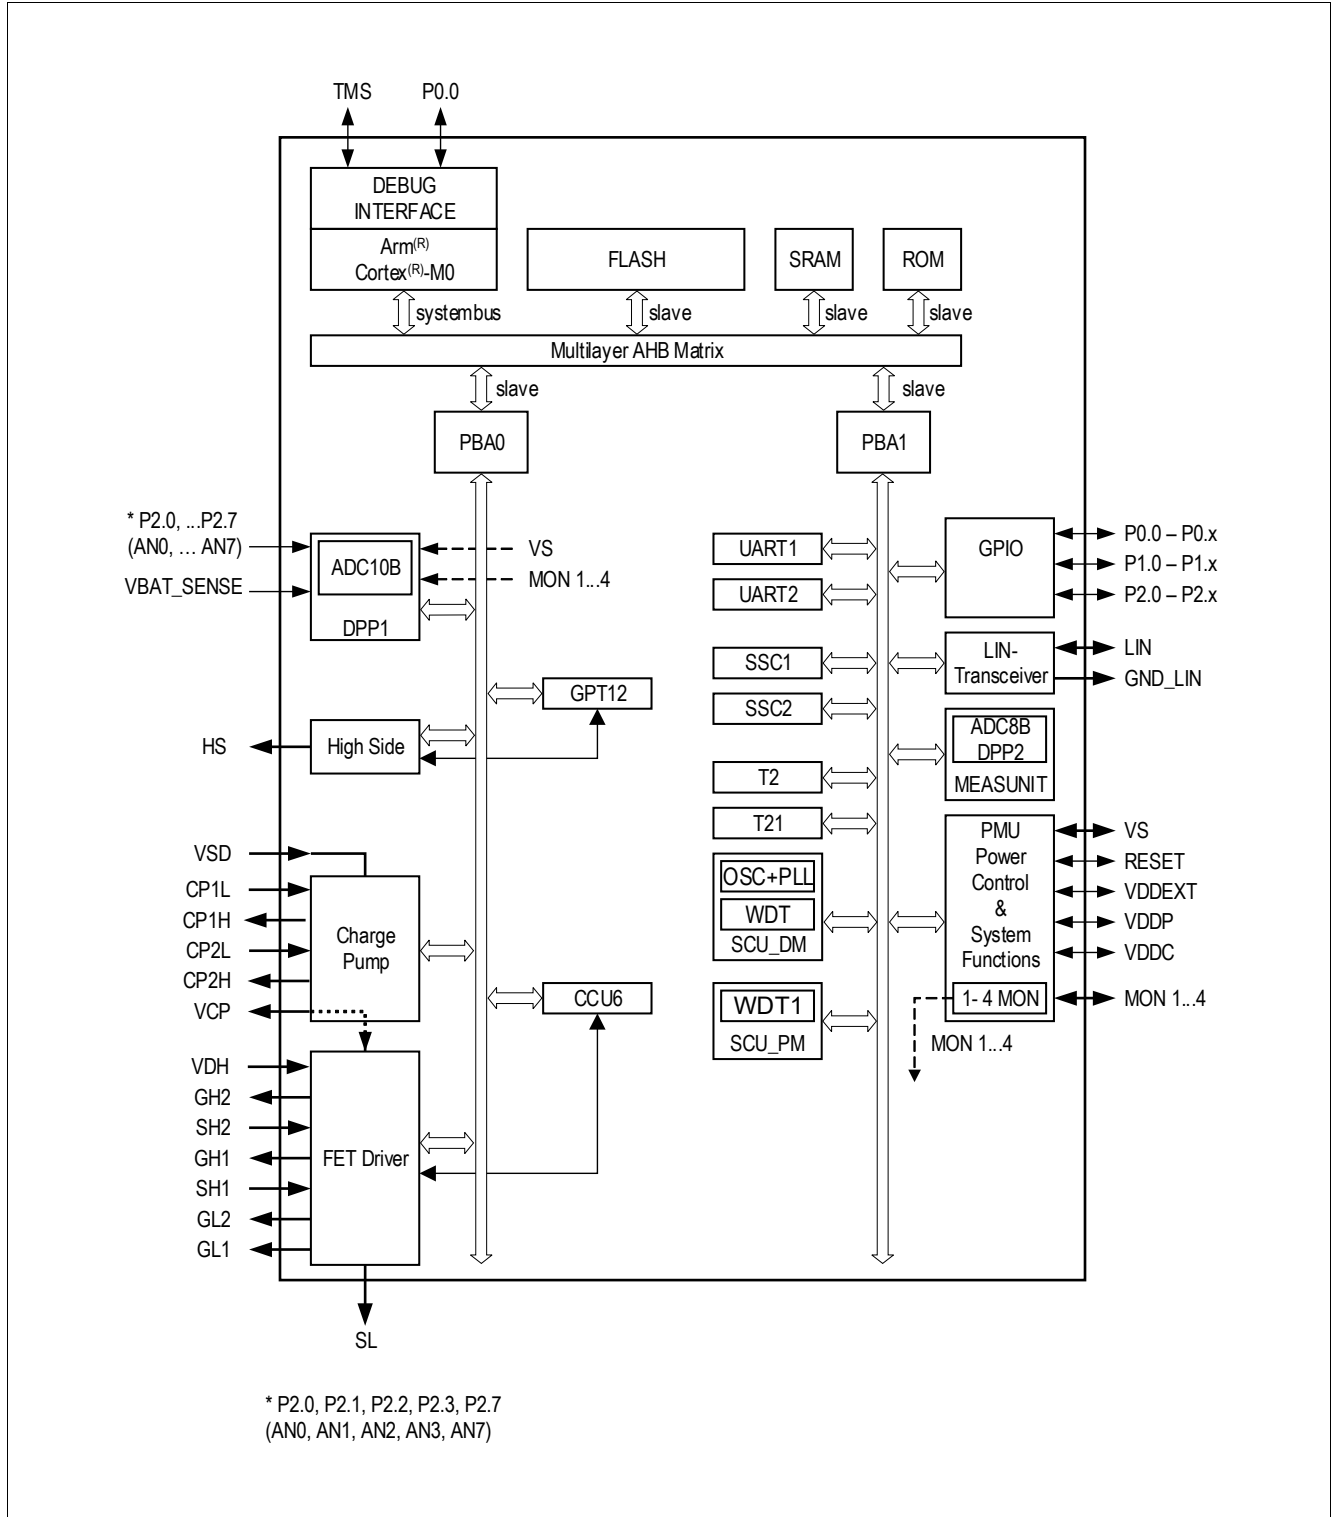 TMS
P0.0
DEBUG
INTERFACE
Arm(R)
Cortex(R)-M0
FLASH
SRAM
ROM
systembus
slave
slave
slave
Multilayer AHB Matrix
slave
slave
PBA0
PBA1
* P2.0, ...P2.7
(AN0, … AN7)
VBAT_SENSE
ADC10B
DPP1
VS
MON 1...4
UART1
UART2
GPIO
P0.0 – P0.x
P1.0 – P1.x
P2.0 – P2.x
SSC1
SSC2
LIN-
Transceiver
LIN
GND_LIN
GPT12
HS
High Side
ADC8B
DPP2
MEASUNIT
T2
T21
VSD
CP1L
CP1H
CP2L
CP2H
VCP
Charge
Pump
OSC+PLL
WDT
SCU_DM
PMU
Power
Control
&
System
Functions
1- 4 MON
VS
RESET
VDDEXT
VDDP
VDDC
MON 1...4
CCU6
WDT1
SCU_PM
MON 1...4
VDH
GH2
SH2
GH1
SH1
GL2
GL1
FET Driver
SL
* P2.0, P2.1, P2.2, P2.3, P2.7
(AN0, AN1, AN2, AN3, AN7)